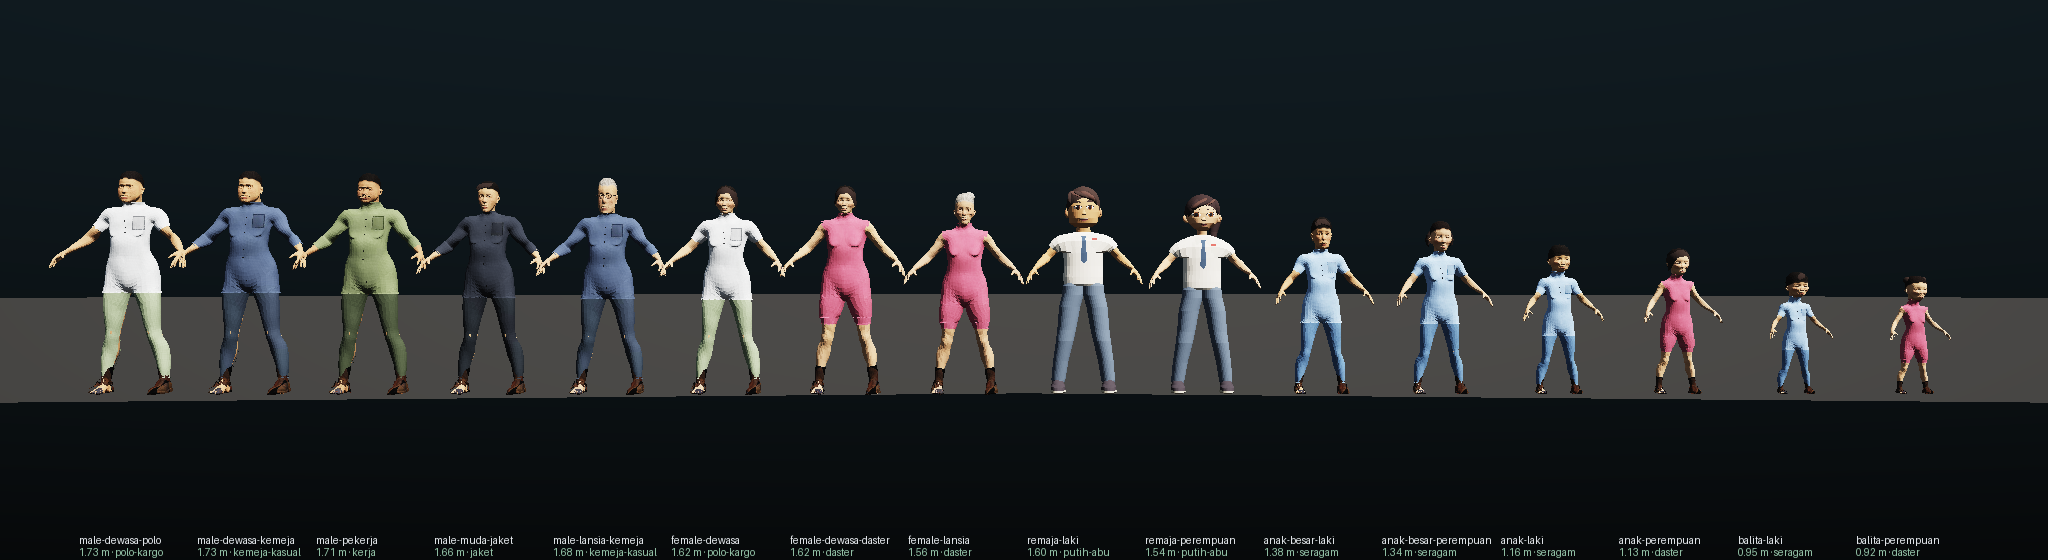 male-dewasa-polo
1.73 m·polo-kargo
male-dewasa-kemeja
1.73 m·kemeja-kasual
male-pekerja
1.71 m·kerja
male-muda-jaket
1.66 m·jaket
male-lansia-kemeja
1.68 m·kemeja-kasual
female-dewasa
1.62 m·polo-kargo
female-dewasa-daster
1.62 m·daster
female-lansia
1.56 m·daster
remaja-laki
1.60 m·putih-abu
remaja-perempuan
1.54 m·putih-abu
anak-besar-laki
1.38 m·seragam
anak-besar-perempuan
1.34 m·seragam
anak-laki
1.16 m·seragam
anak-perempuan
1.13 m·daster
balita-laki
0.95 m·seragam
balita-perempuan
0.92 m·daster